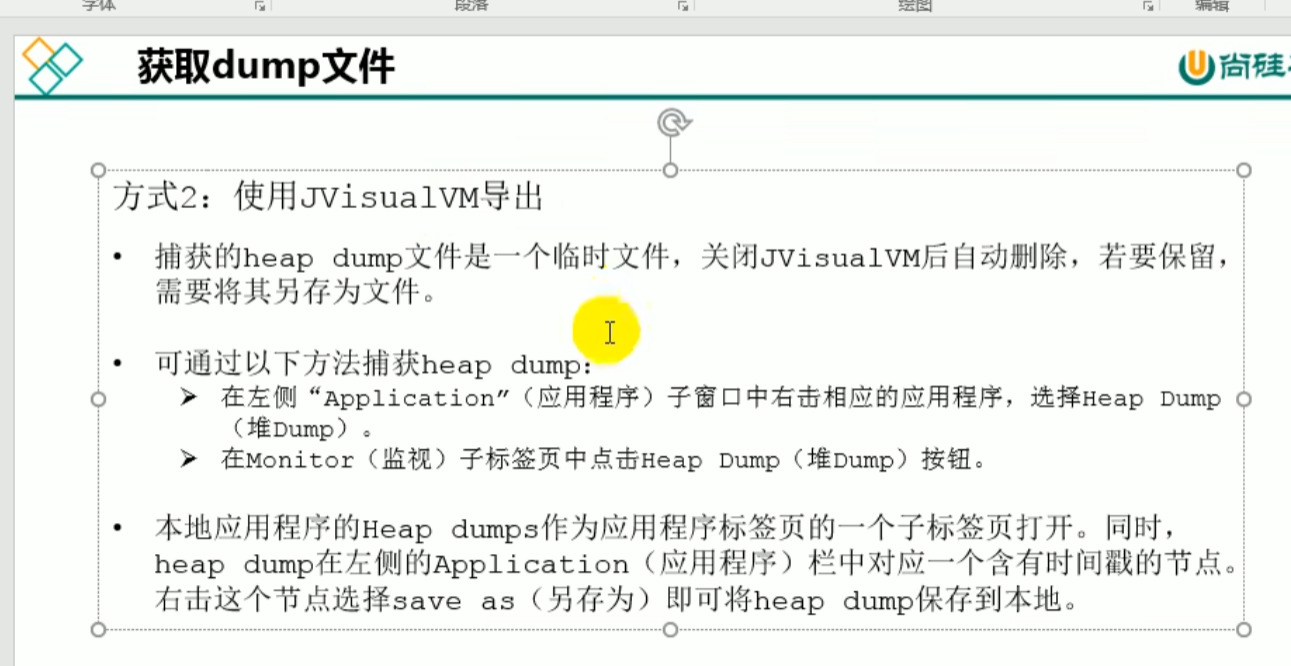 字体
段落
绘图
编辑
获取dump文件
尚硅
方式2：使用JVisualVM导出
• 捕获的heap dump文件是一个临时文件，关闭JVisualVM后自动删除，若要保留，
需要将其另存为文件。
• 可通过以下方法捕获heap dump：
➢ 在左侧“Application"（应用程序）子窗口中右击相应的应用程序，选择Heap Dump
（堆Dump）。
➢ 在Monitor（监视）子标签页中点击Heap Dump（堆Dump）按钮。
• 本地应用程序的Heap dumps作为应用程序标签页的一个子标签页打开。同时，
heap dump在左侧的Application（应用程序）栏中对应一个含有时间戳的节点。
右击这个节点选择save as（另存为）即可将heap dump保存到本地。